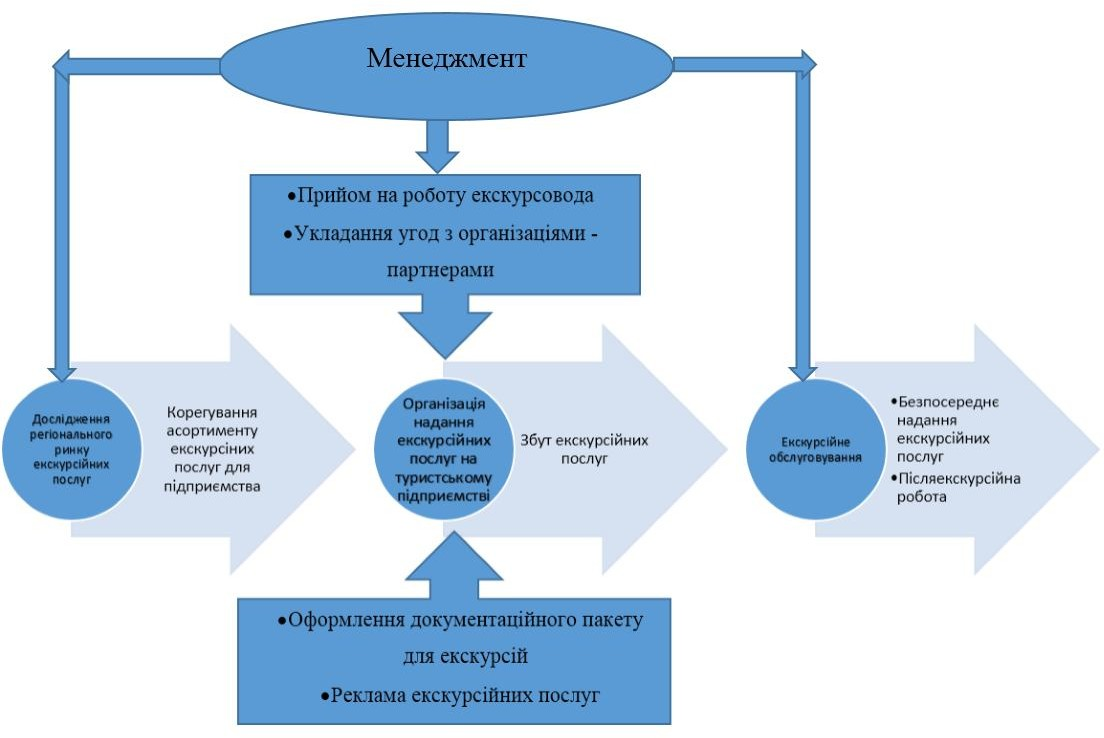 Менеджмент
•Прийом на роботу екскурсовода
•Укладання угод з організаціями -
партнерами
Дослідження
регіонального
ринку
екскурсійних
послуг
Корегування
асортименту
екскурсіних
послуг для
підприємства
Організація
надання
екскурсійних
послуг на
туристському
підприємстві
Збут екскурсійних
послуг
Екскурсійне
обслуговування
•Безпосереднє
надання
екскурсійних
послуг
•Післяекскурсійна
робота
•Оформлення документаційного пакету
для екскурсій
•Реклама екскурсійних послуг